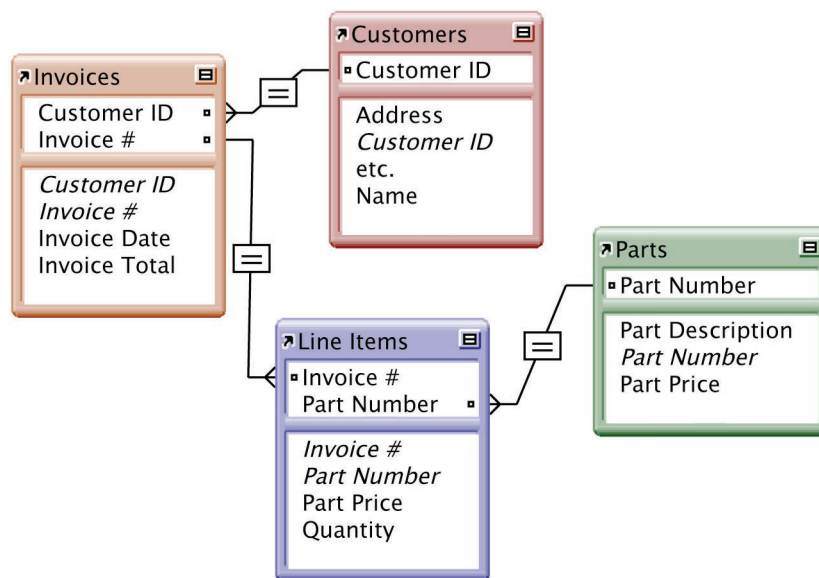 Invoices
Customer ID
Invoice #
Customer ID
Invoice #
Invoice Date
Invoice Total
Customers
Customer ID
Address
Customer ID
etc.
Name
Line Items
Invoice #
Part Number
Invoice #
Part Number
Part Price
Quantity
Parts
Part Number
Part Description
Part Number
Part Price